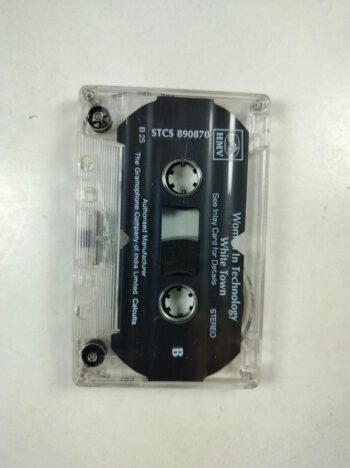 STCS 890870
HMV
Women In Technology
White Town
See Inlay Card for Details
STEREO
B
B 25
Authorised Manufacturer
The Gramophone Company of India Limited Calcutta